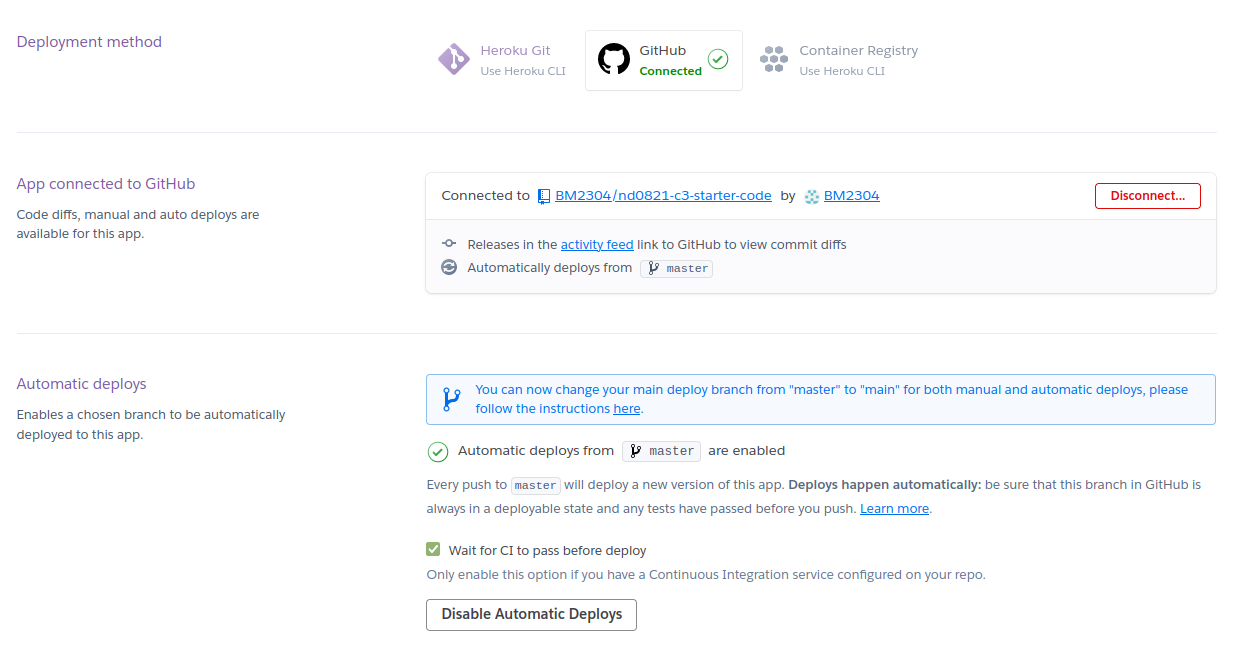 Deployment method
Heroku Git
Use Heroku CLI
GitHub
Connected
Container Registry
Use Heroku CLI
App connected to GitHub
Code diffs, manual and auto deploys are
available for this app.
Connected to BM2304/nd0821-c3-starter-code by BM2304
Disconnect...
Releases in the activity feed link to GitHub to view commit diffs
Automatically deploys from master
Automatic deploys
Enables a chosen branch to be automatically
deployed to this app.
You can now change your main deploy branch from "master" to "main" for both manual and automatic deploys, please
follow the instructions here.
Automatic deploys from master are enabled
Every push to master will deploy a new version of this app. Deploys happen automatically: be sure that this branch in GitHub is
always in a deployable state and any tests have passed before you push. Learn more.
Wait for CI to pass before deploy
Only enable this option if you have a Continuous Integration service configured on your repo.
Disable Automatic Deploys